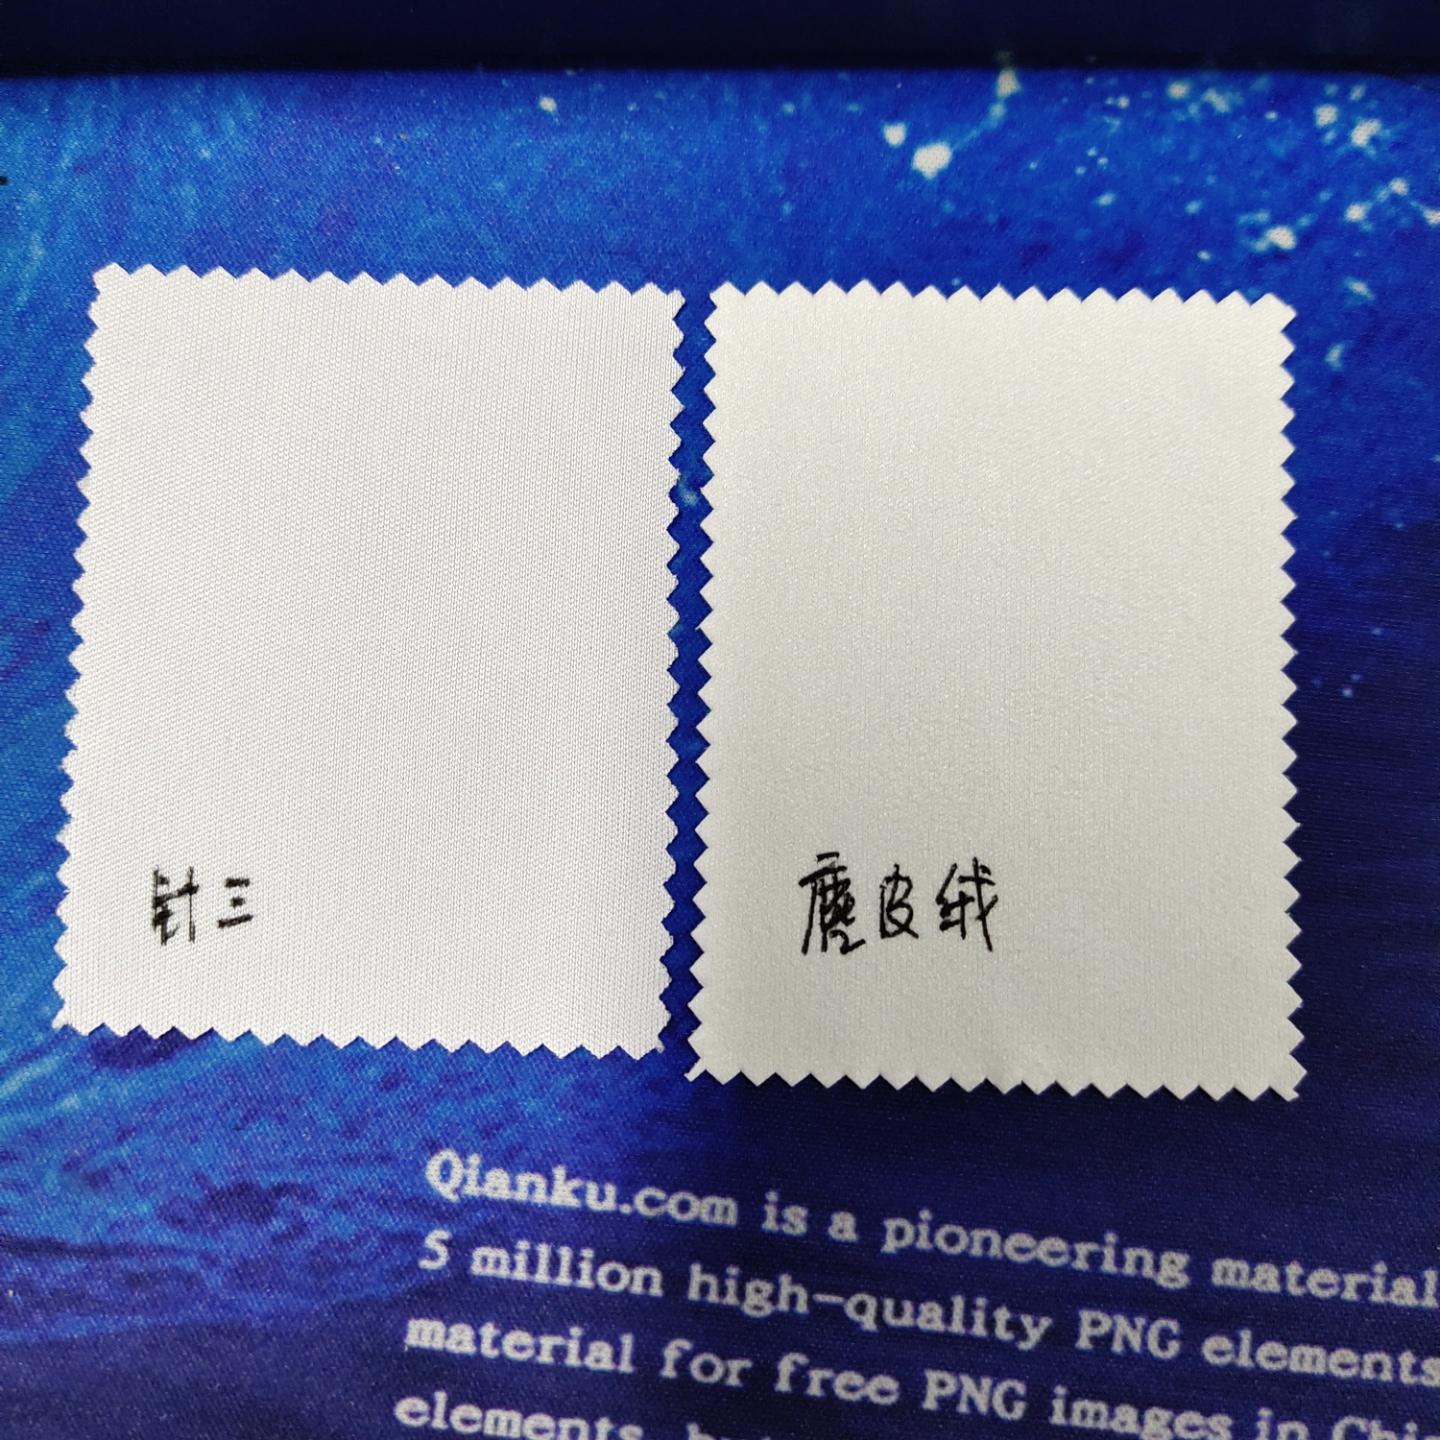 针三
麂皮绒
Qianku.com is a pioneering material
5 million high-quality PNG elements
material for free PNG images in
elements,